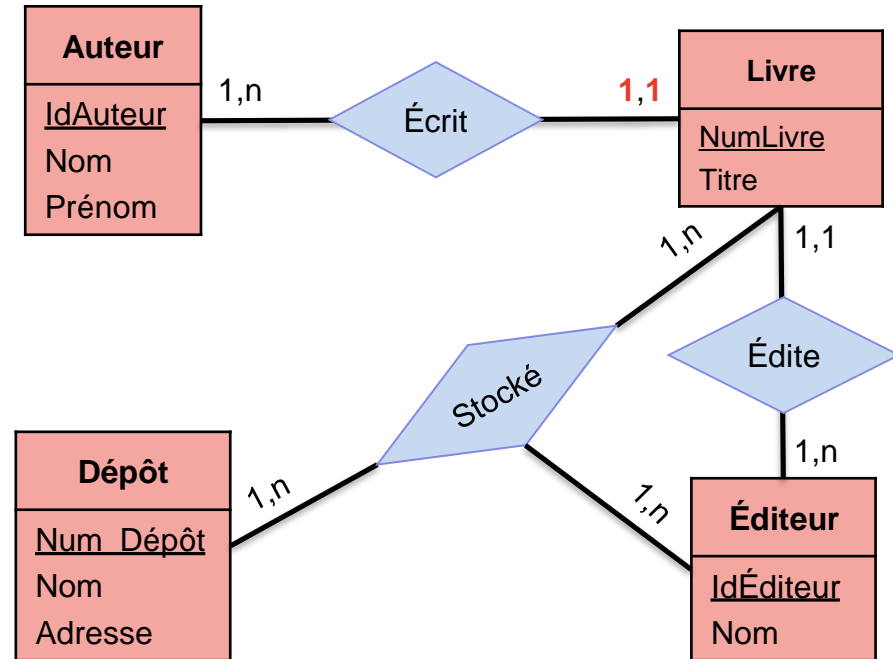 Auteur
IdAuteur
Nom
Prénom
1,n
Écrit
1,1
Livre
NumLivre
Titre
1,n
1,1
Stocké
Édite
1,n
1,n
1,n
Dépôt
Num_Dépôt
Nom
Adresse
Éditeur
IdÉditeur
Nom